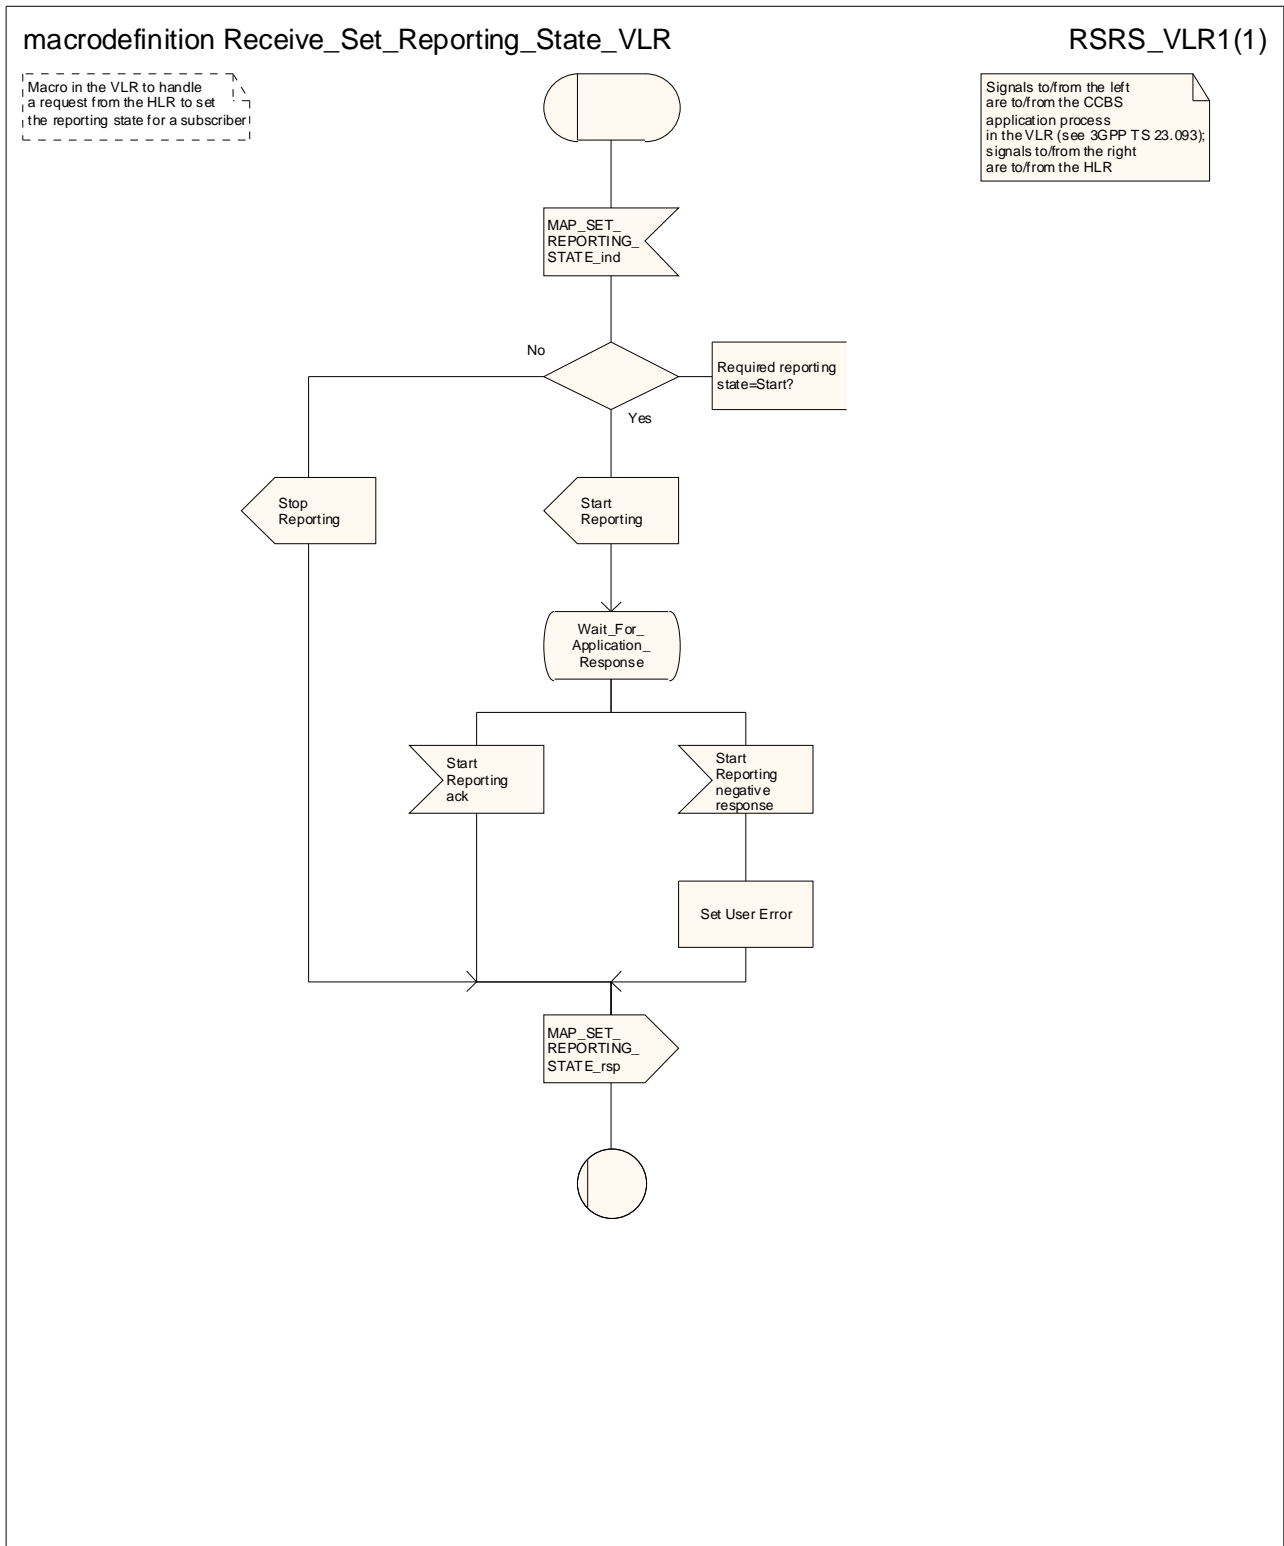 macrodefinition Receive_Set_Reporting_State_VLR
RSRS_VLR1(1)
Macro in the VLR to handle
a request from the HLR to set
the reporting state for a subscriber
Signals to/from the left
are to/from the CCBS
application process
in the VLR (see 3GPP TS 23.093);
signals to/from the right
are to/from the HLR
MAP_SET_
REPORTING_
STATE_ind
No
Required reporting
state=Start?
Yes
Stop
Reporting
Start
Reporting
Wait_For_
Application_
Response
Start
Reporting
ack
Start
Reporting
negative
response
Set User Error
MAP_SET_
REPORTING_
STATE_rsp